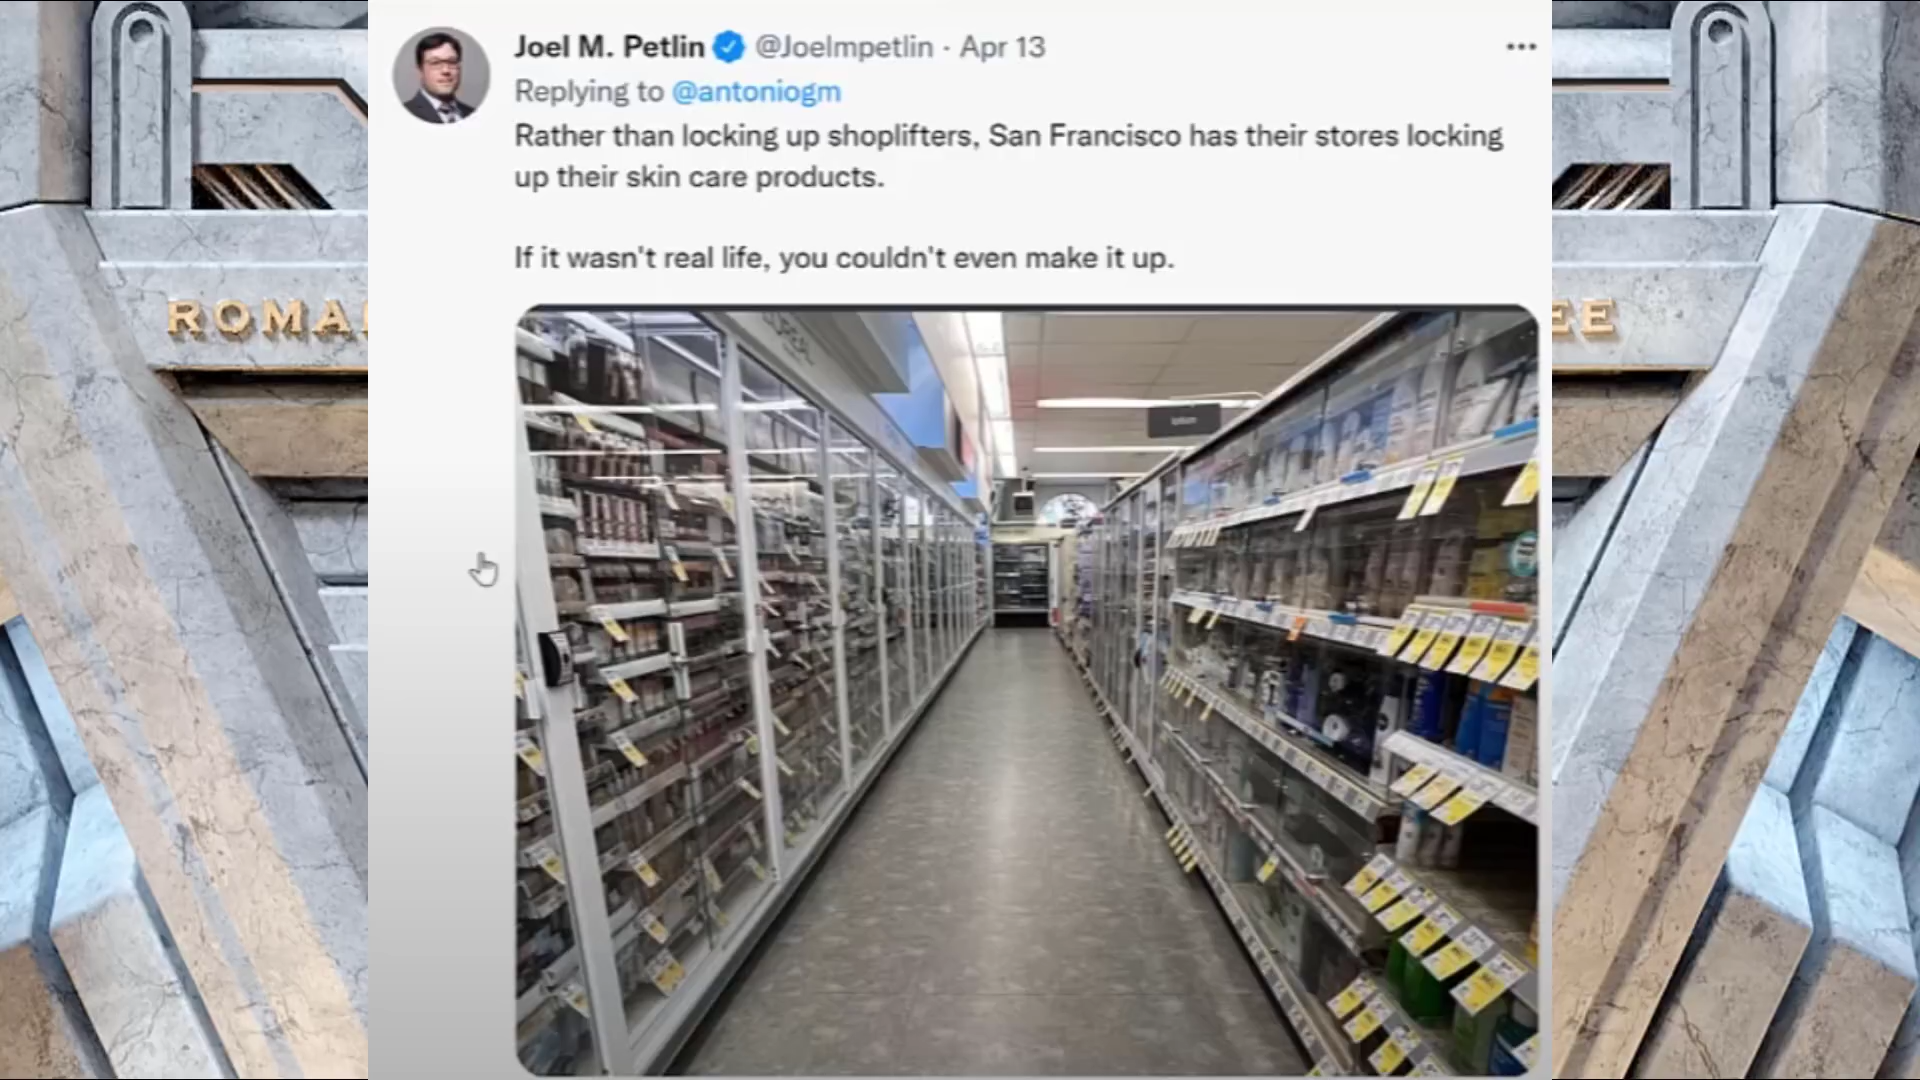 Joel M. Petlin @Joelmpetlin · Apr 13
Replying to @antoniogm
Rather than locking up shoplifters, San Francisco has their stores locking
up their skin care products.
If it wasn't real life, you couldn't even make it up.
ROMA
EE